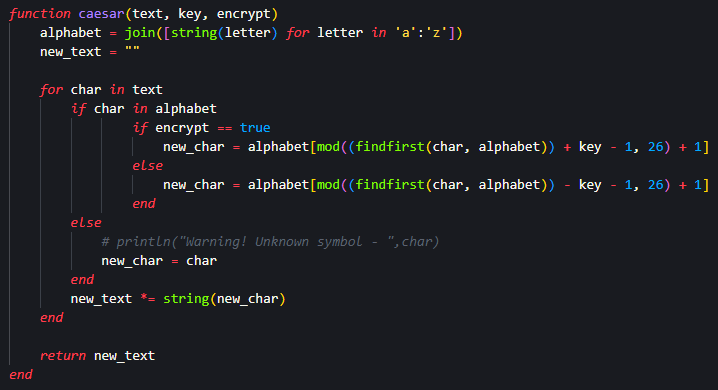 function caesar(text, key, encrypt)
    alphabet = join([string(letter) for letter in 'a':'z'])
    new_text = ""

    for char in text
        if char in alphabet
                if encrypt == true
                    new_char = alphabet[mod((findfirst(char, alphabet)) + key - 1, 26) + 1]
                else
                    new_char = alphabet[mod((findfirst(char, alphabet)) - key - 1, 26) + 1]
                end
        else
            # println("Warning! Unknown symbol - ",char)
            new_char = char
        end
        new_text *= string(new_char)
    end

    return new_text
end